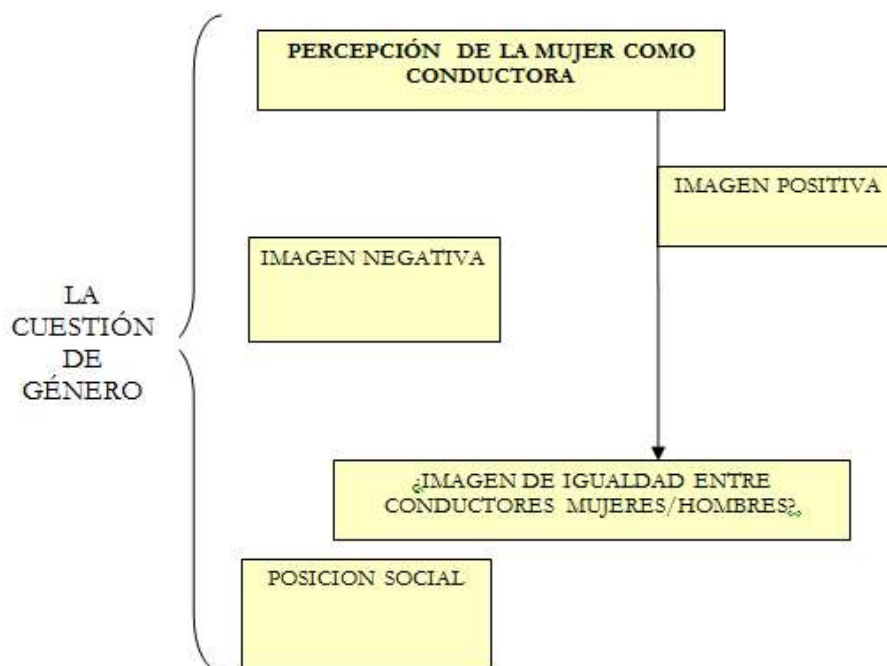 PERCEPCIÓN DE LA MUJER COMO
CONDUCTORA
IMAGEN POSITIVA
IMAGEN NEGATIVA
LA
CUESTIÓN
DE
GÉNERO
¿IMAGEN DE IGUALDAD ENTRE
CONDUCTORES MUJERES/HOMBRES?
POSICION SOCIAL